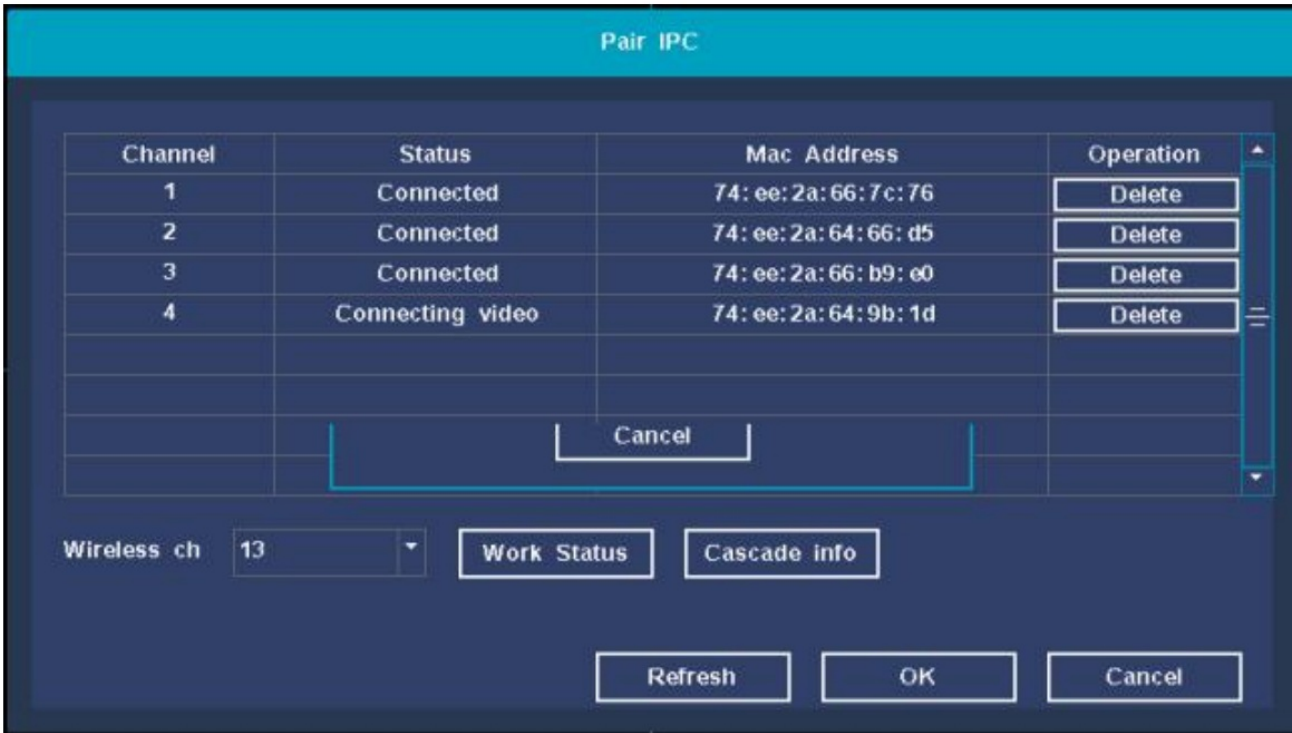 Pair IPC
Channel Status Mac Address Operation
1 Connected 74:ee:2a:66:7c:76 Delete
2 Connected 74:ee:2a:64:66:d5 Delete
3 Connected 74:ee:2a:66:b9:e0 Delete
4 Connecting video 74:ee:2a:64:9b:1d Delete
Cancel
Wireless ch 13 Work Status Cascade info
Refresh OK Cancel